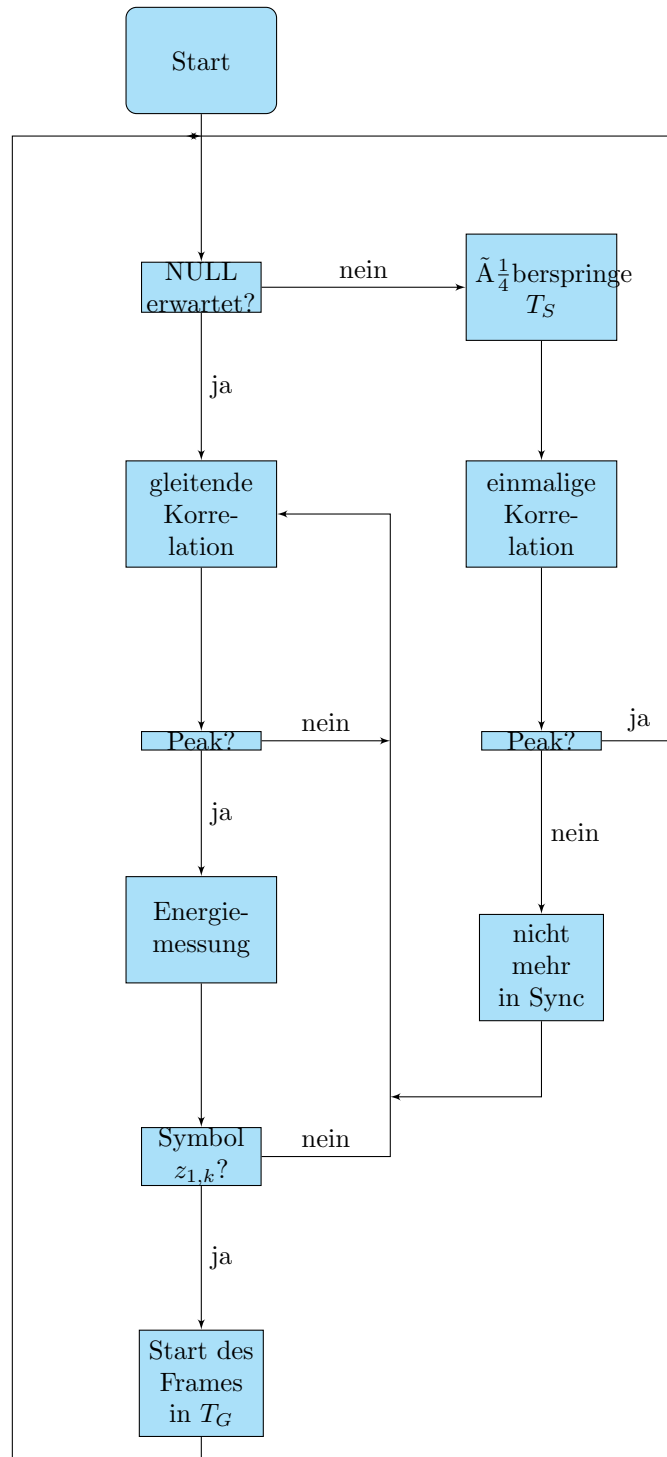 Start
NULL
erwartet?
nein
Ã¼berspringe
$T_S$
ja
gleitende
Korre-
lation
einmalige
Korre-
lation
Peak?
nein
Peak?
ja
ja
nein
Energie-
messung
nicht
mehr
in Sync
Symbol
$z_{1,k}$?
nein
ja
Start des
Frames
in $T_G$